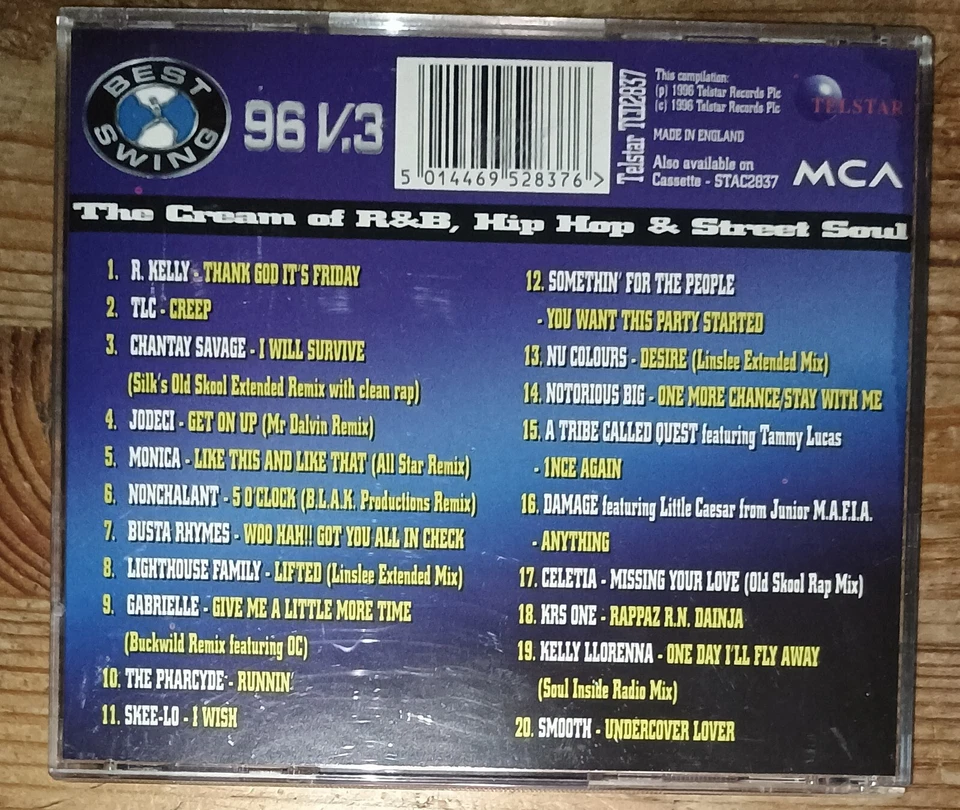 BEST
SWING
96 V.3
5 014469 528376 >
Telstar TCD2837
This compilation:
(p) 1996 Telstar Records Plc
(c) 1996 Telstar Records Plc
MADE IN ENGLAND
Also available on
Cassette - STAC2837
TELSTAR
MCA
The Cream of R&B, Hip Hop & Street Soul
1. R. KELLY - THANK GOD IT'S FRIDAY
2. TLC - CREEP
3. CHANTAY SAVAGE - I WILL SURVIVE
(Silk's Old Skool Extended Remix with clean rap)
4. JODECI - GET ON UP (Mr Dalvin Remix)
5. MONICA - LIKE THIS AND LIKE THAT (All Star Remix)
6. NONCHALANT - 5 O'CLOCK (B.L.A.K. Productions Remix)
7. BUSTA RHYMES - WOO HAH!! GOT YOU ALL IN CHECK
8. LIGHTHOUSE FAMILY - LIFTED (Linslee Extended Mix)
9. GABRIELLE - GIVE ME A LITTLE MORE TIME
(Buckwild Remix featuring OC)
10. THE PHARCYDE - RUNNIN'
11. SKEE-LO - I WISH
12. SOMETHIN' FOR THE PEOPLE
- YOU WANT THIS PARTY STARTED
13. NU COLOURS - DESIRE (Linslee Extended Mix)
14. NOTORIOUS BIG - ONE MORE CHANCE/STAY WITH ME
15. A TRIBE CALLED QUEST featuring Tammy Lucas
- 1NCE AGAIN
16. DAMAGE featuring Little Caesar from Junior M.A.F.I.A.
- ANYTHING
17. CELETIA - MISSING YOUR LOVE (Old Skool Rap Mix)
18. KRS ONE - RAPPAZ R.N. DAINJA
19. KELLY LLORENNA - ONE DAY I'LL FLY AWAY
(Soul Inside Radio Mix)
20. SMOOTH - UNDERCOVER LOVER